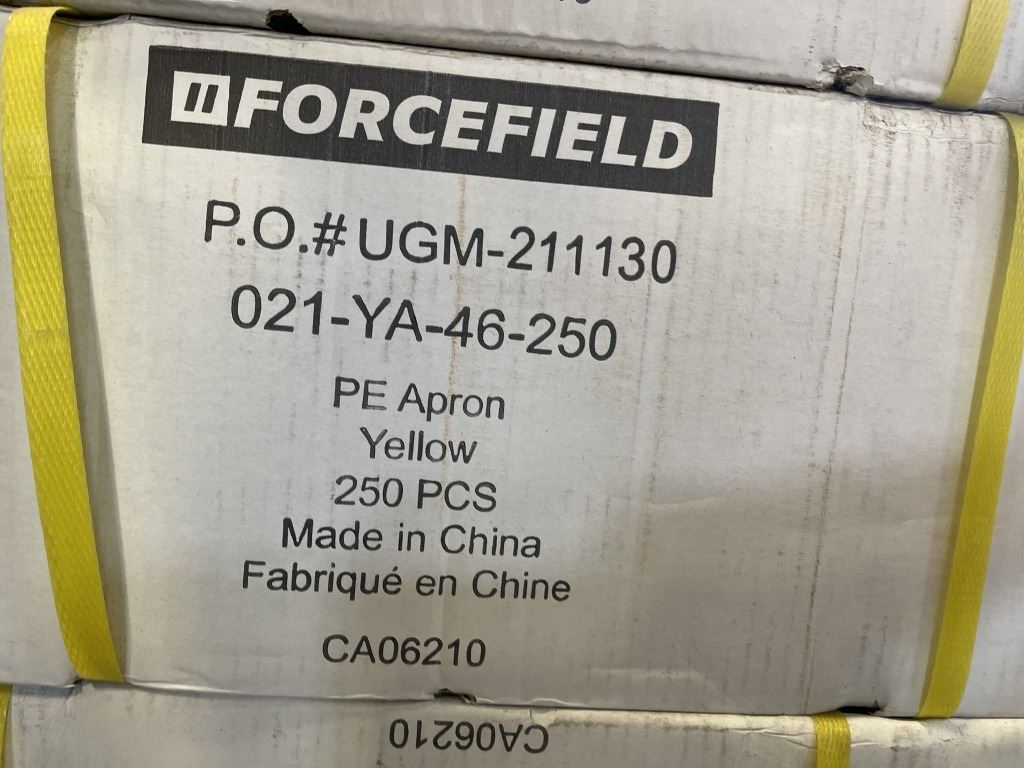 FORCEFIELD
P.O.# UGM-211130
021-YA-46-250
PE Apron
Yellow
250 PCS
Made in China
Fabriqué en Chine
CA06210
CA06210